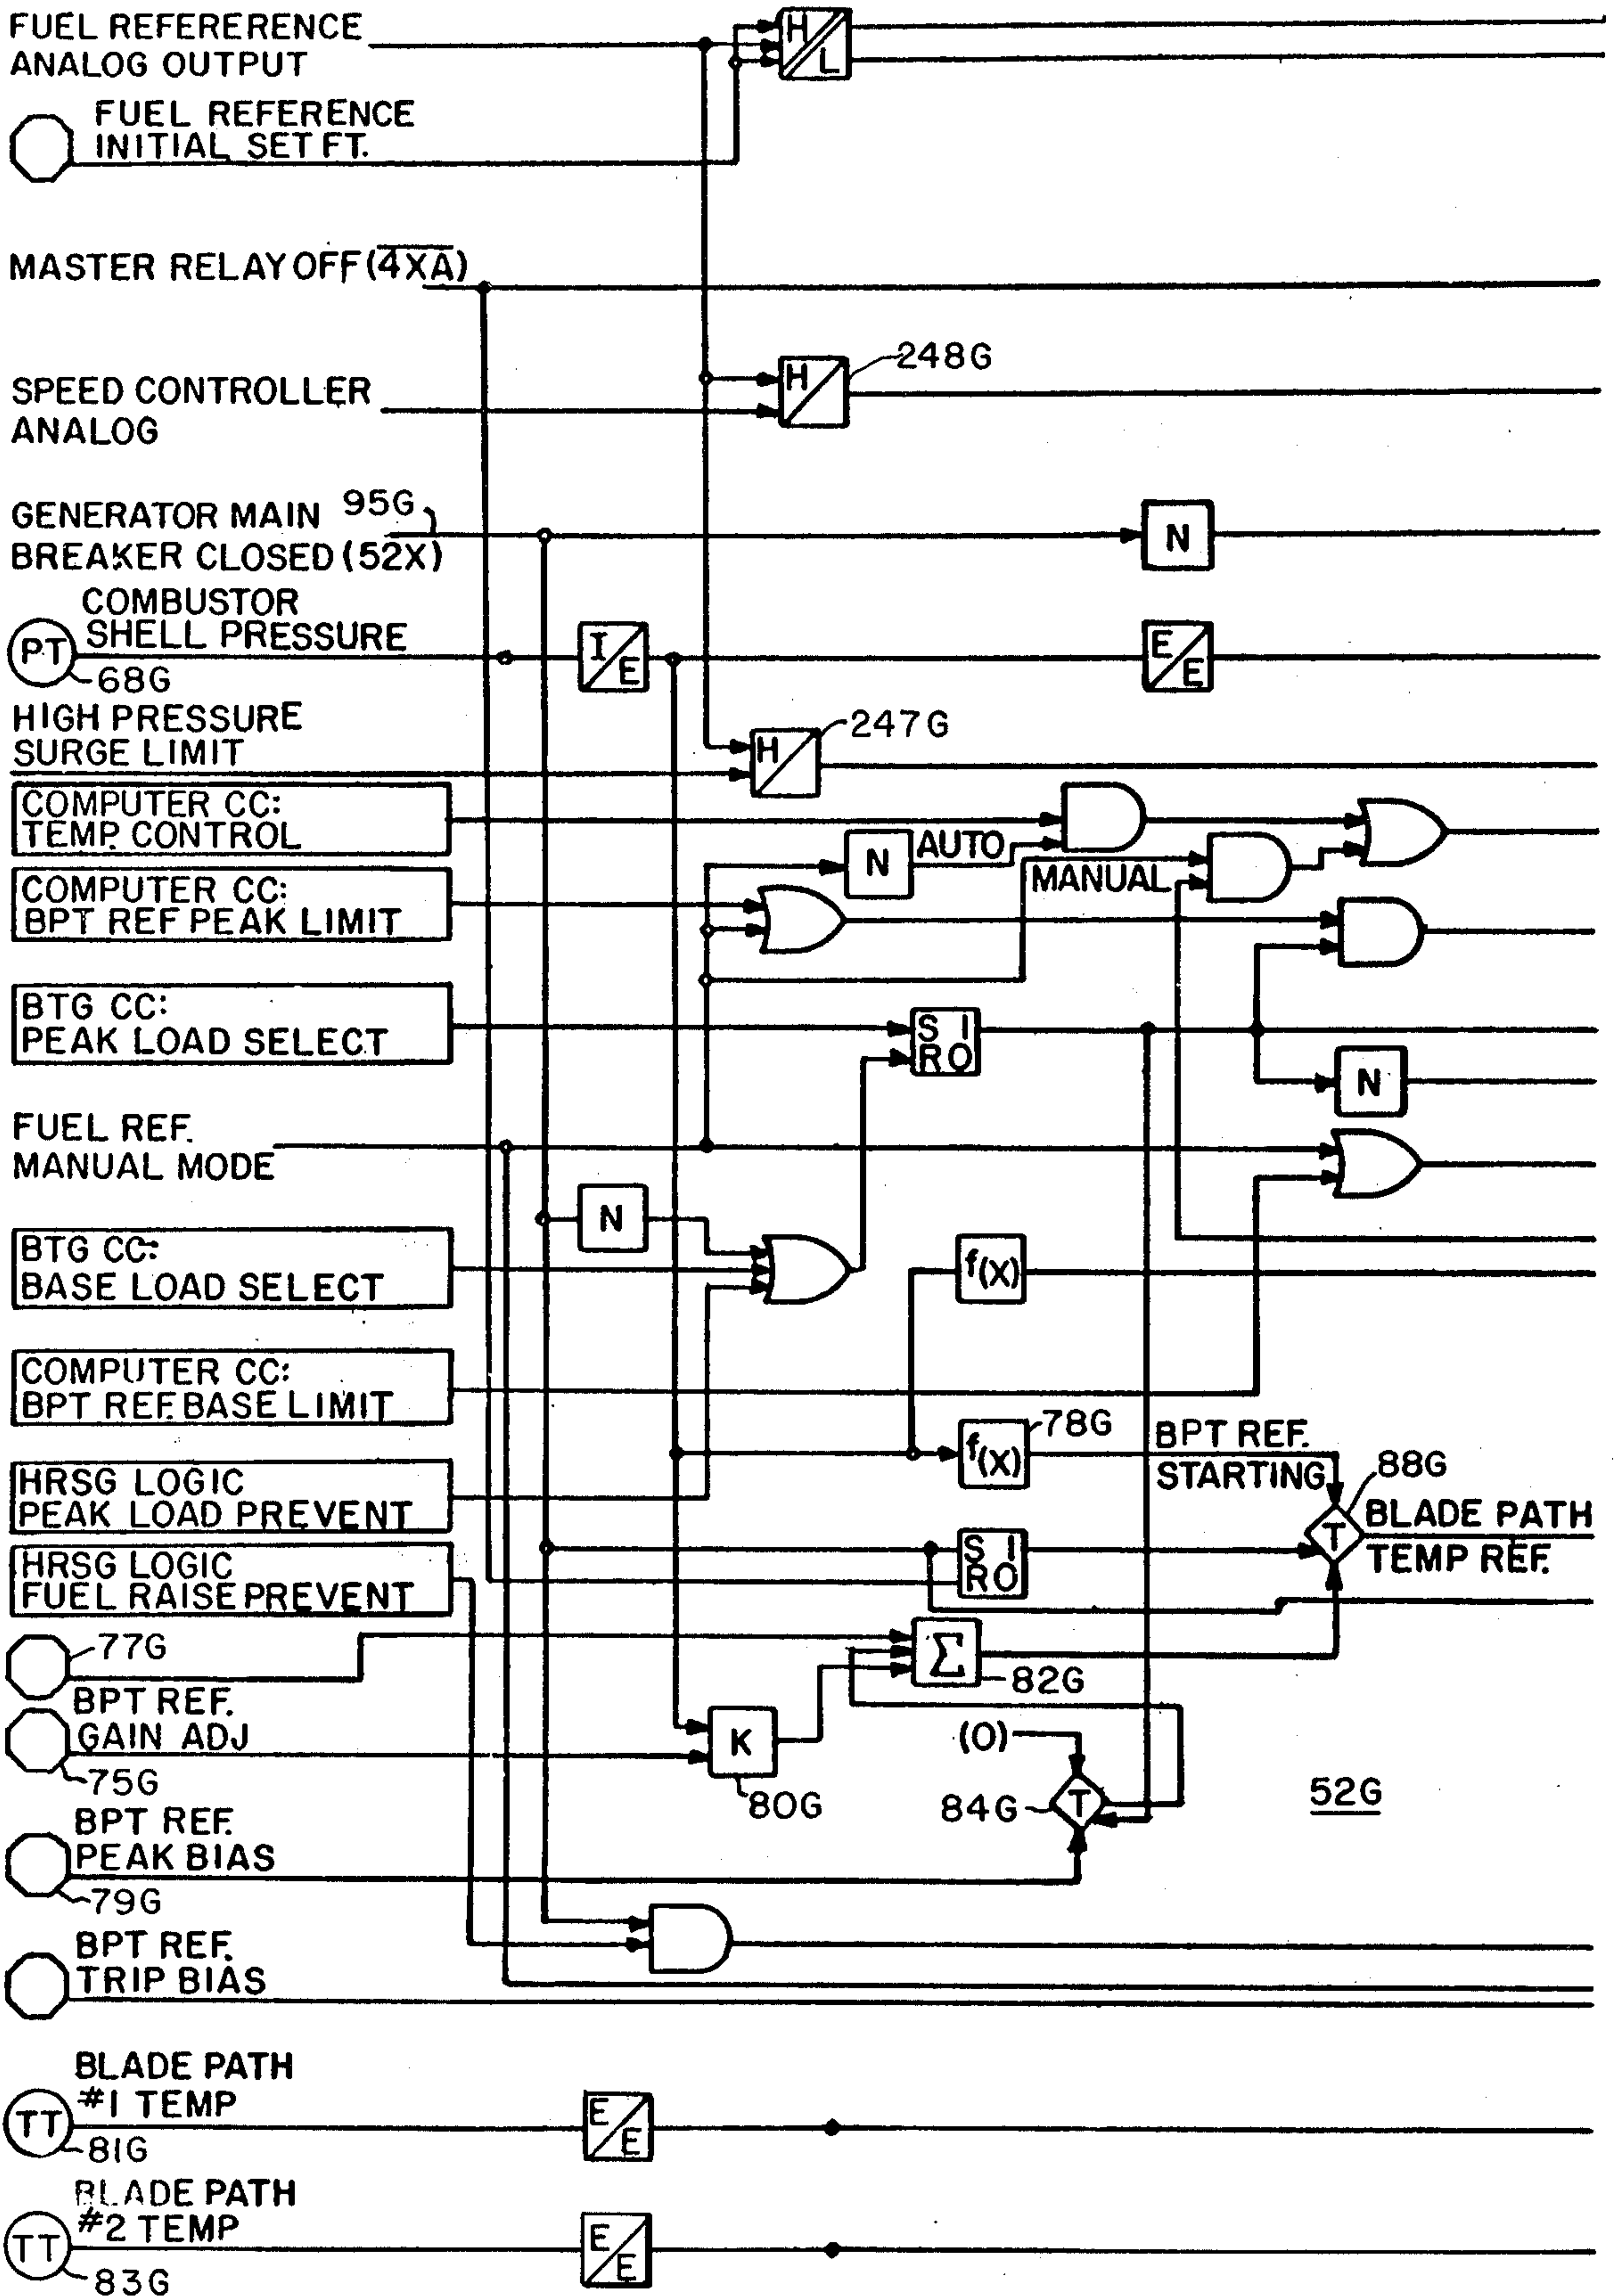 FUEL REFERERENCE
ANALOG OUTPUT
H
L
FUEL REFERENCE
INITIAL SET FT.
MASTER RELAY OFF (4XA)
SPEED CONTROLLER
ANALOG
H
248G
GENERATOR MAIN
BREAKER CLOSED (52X)
95G
N
COMBUSTOR
SHELL PRESSURE
PT
68G
I
E
E
E
HIGH PRESSURE
SURGE LIMIT
H
247G
COMPUTER CC:
TEMP. CONTROL
N
AUTO
MANUAL
COMPUTER CC:
BPT REF PEAK LIMIT
BTG CC:
PEAK LOAD SELECT
S I
RO
N
FUEL REF.
MANUAL MODE
N
BTG CC:
BASE LOAD SELECT
f(X)
COMPUTER CC:
BPT REF. BASE LIMIT
f(X)
78G
BPT REF.
STARTING
88G
T
BLADE PATH
TEMP REF.
HRSG LOGIC
PEAK LOAD PREVENT
HRSG LOGIC
FUEL RAISE PREVENT
S I
RO
77G
Σ
82G
BPT REF.
GAIN ADJ
75G
K
80G
(O)
84G
T
52G
BPT REF.
PEAK BIAS
79G
BPT REF.
TRIP BIAS
BLADE PATH
#1 TEMP
TT
81G
E
E
BLADE PATH
#2 TEMP
TT
83G
E
E